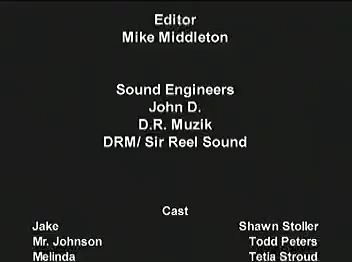 Editor
Mike Middleton
Sound Engineers
John D.
D.R. Muzik
DRM/ Sir Reel Sound
Cast
Jake Shawn Stoller
Mr. Johnson Todd Peters
Melinda Tetia Stroud